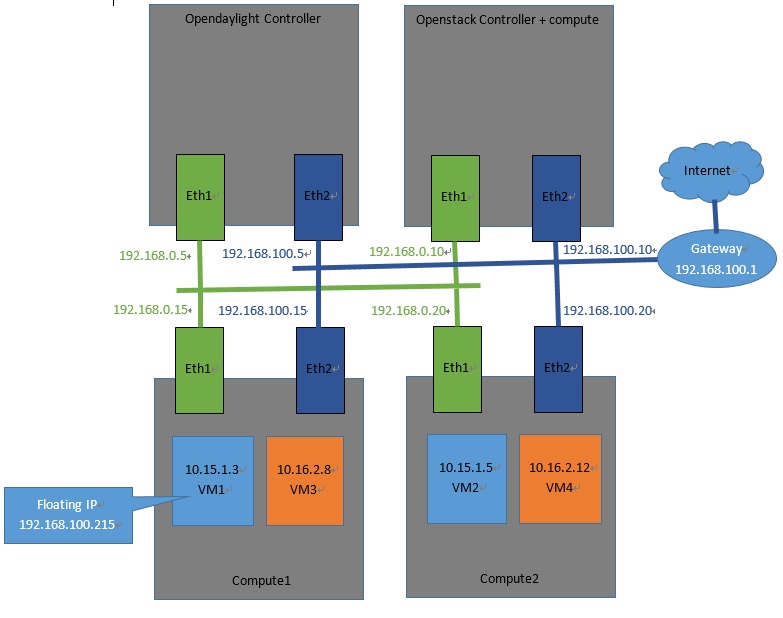 Opendaylight Controller
Openstack Controller + compute
Eth1
Eth2
Eth1
Eth2
Internet
Gateway
192.168.100.1
192.168.0.5
192.168.100.5
192.168.0.10
192.168.100.10
192.168.0.15
192.168.100.15
192.168.0.20
192.168.100.20
Eth1
Eth2
Eth1
Eth2
10.15.1.3
VM1
10.16.2.8
VM3
10.15.1.5
VM2
10.16.2.12
VM4
Floating IP
192.168.100.215
Compute1
Compute2